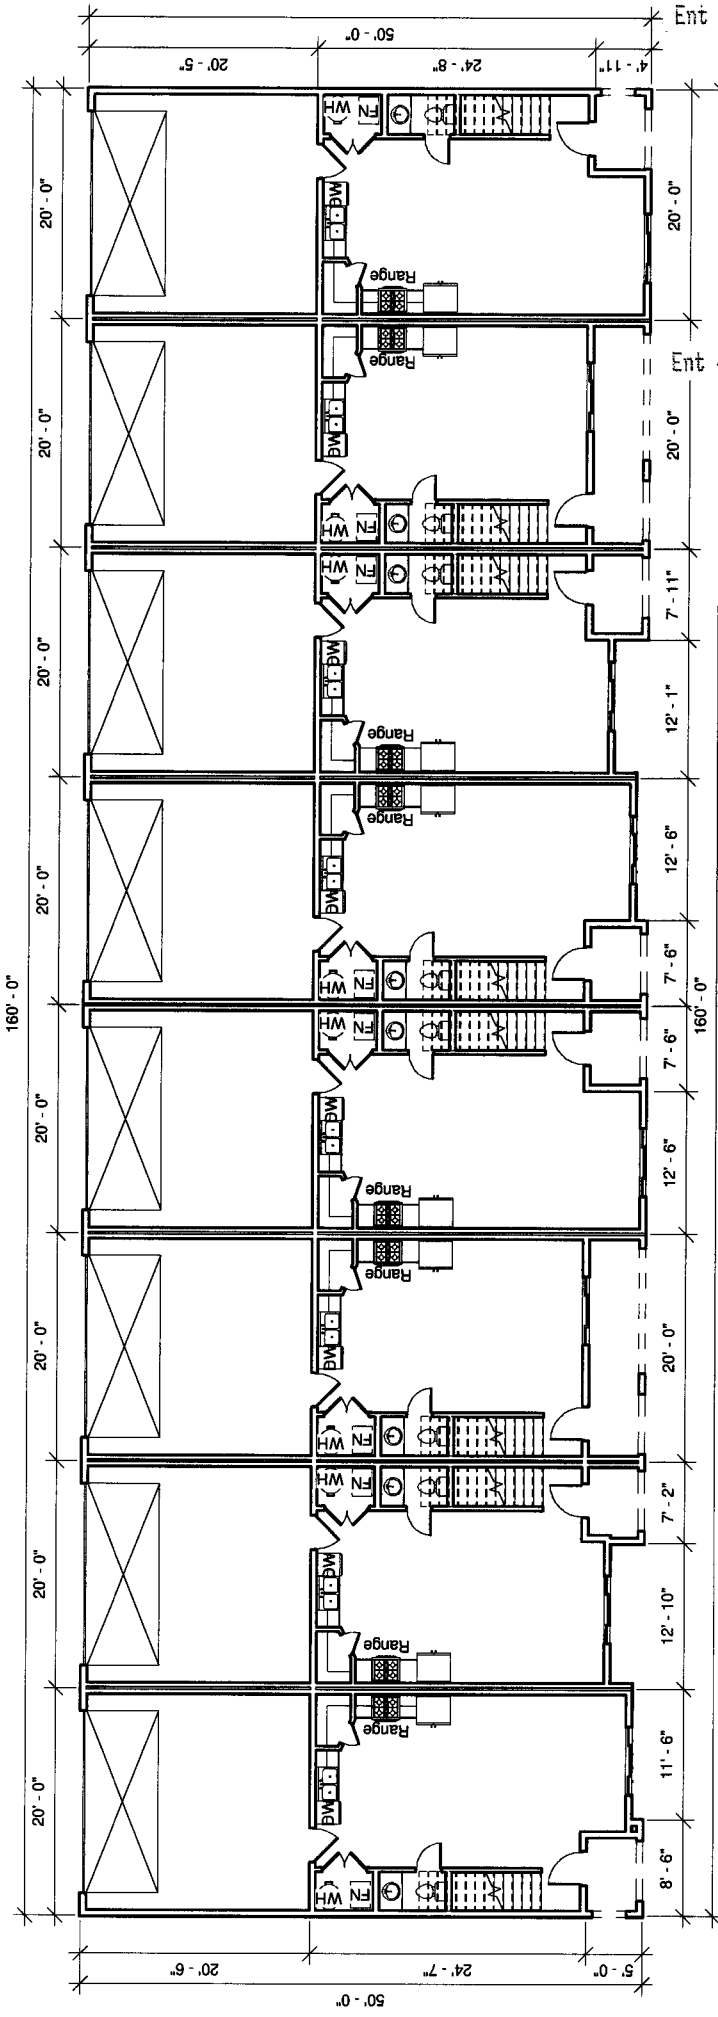 Ent
50' - 0"
20' - 5"
24' - 8"
4' - 11"
WH
FN
DW
Range
20' - 0"
20' - 0"
Ent
Range
DW
WH
FN
20' - 0"
20' - 0"
WH
FN
DW
Range
20' - 0"
7' - 11"
12' - 1"
Range
DW
WH
FN
20' - 0"
12' - 6"
7' - 6"
160' - 0"
160' - 0"
WH
FN
DW
Range
20' - 0"
7' - 6"
12' - 6"
Range
DW
WH
FN
20' - 0"
20' - 0"
WH
FN
DW
Range
20' - 0"
7' - 2"
12' - 10"
Range
DW
WH
FN
20' - 0"
11' - 6"
8' - 6"
20' - 6"
24' - 7"
5' - 0"
50' - 0"